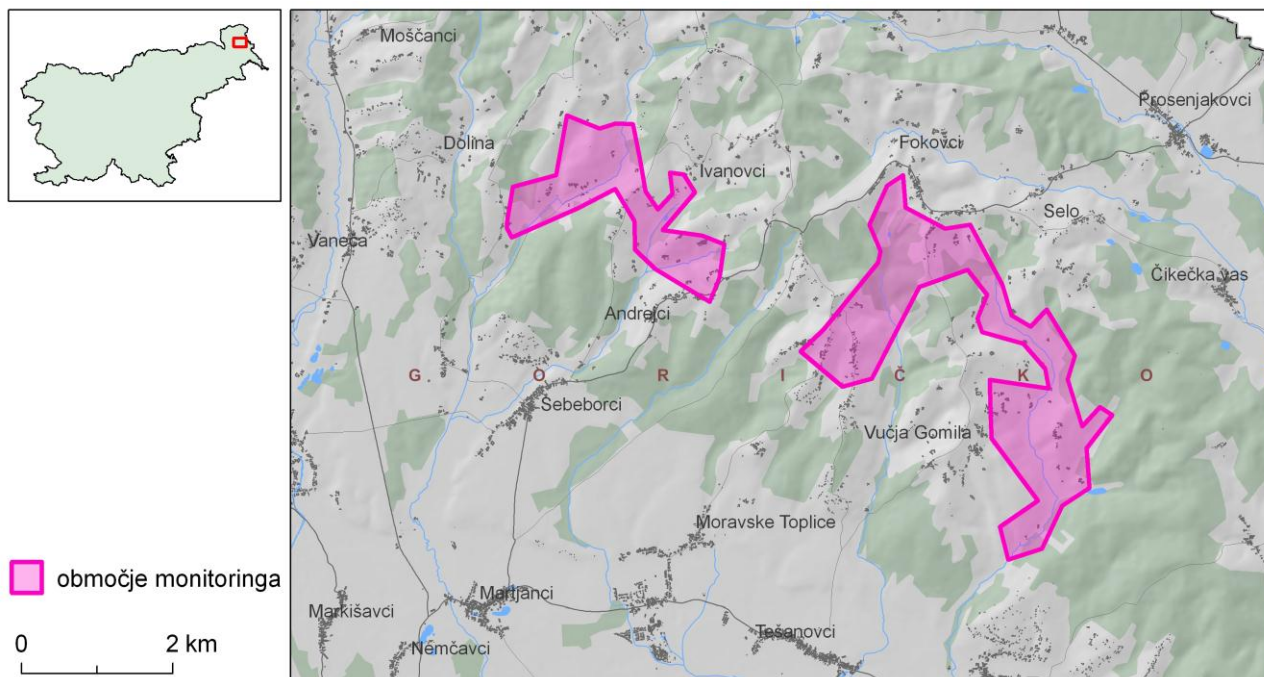 Moščanci
Prosenjakovci
Dolina
Fokovci
Ivanovci
Selo
Vaneča
Čikečka vas
Andrejci
G O R I Č K O
Šebeborci
Vučja Gomila
Moravske Toplice
območje monitoringa
Martjanci
Markišavci
0 2 km
Tešanovci
Nemčavci